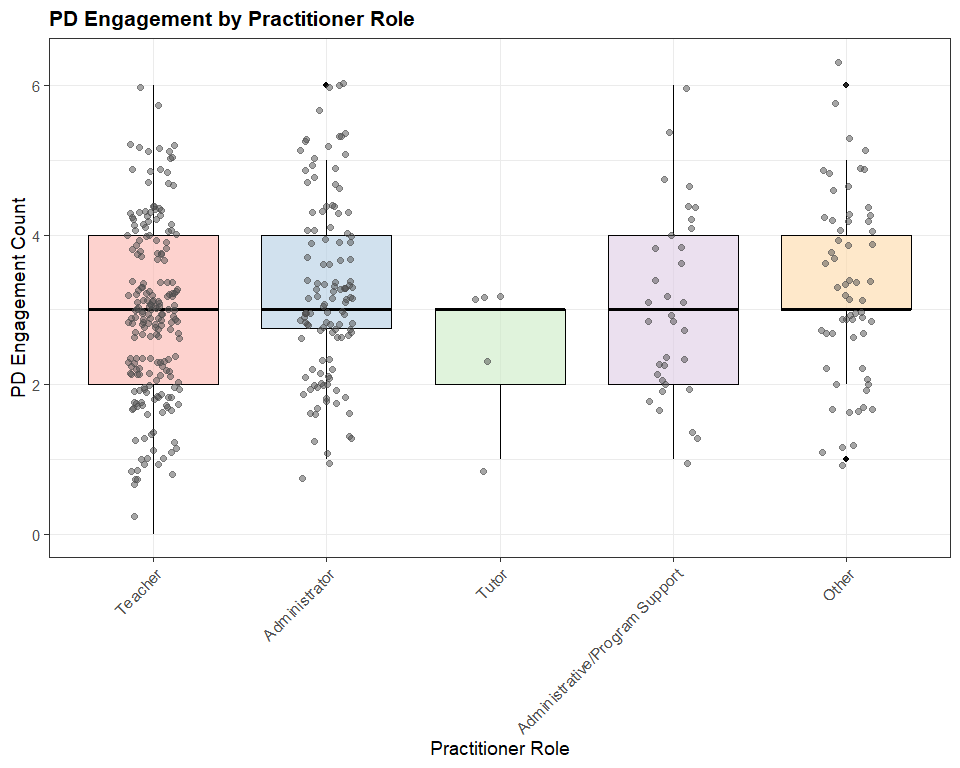 PD Engagement by Practitioner Role
PD Engagement Count
6
4
2
0
Teacher
Administrator
Tutor
Administrative/Program Support
Other
Practitioner Role